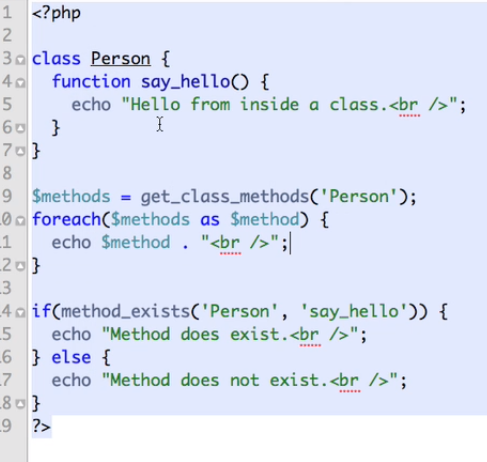 1 <?php
2
3 class Person {
4   function say_hello() {
5     echo "Hello from inside a class.<br />";
6   }
7 }
8
9 $methods = get_class_methods('Person');
.0 foreach($methods as $method) {
.1   echo $method . "<br />";
.2 }
.3
.4 if(method_exists('Person', 'say_hello')) {
.5   echo "Method does exist.<br />";
.6 } else {
.7   echo "Method does not exist.<br />";
.8 }
.9 ?>